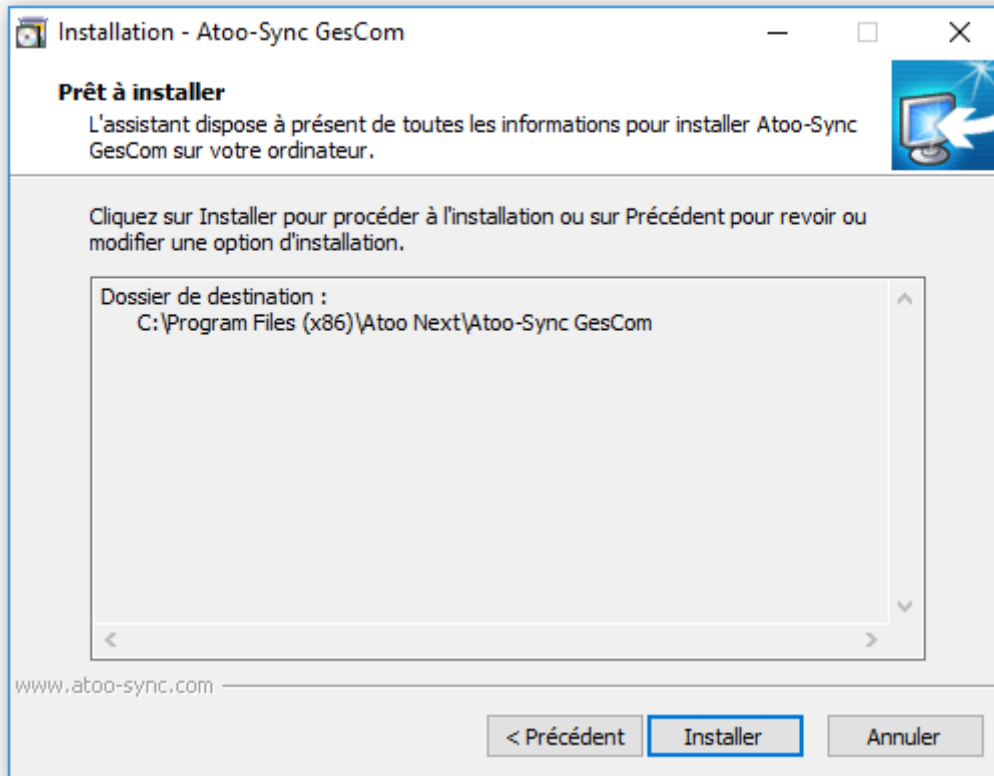 Installation - Atoo-Sync GesCom
Prêt à installer
L'assistant dispose à présent de toutes les informations pour installer Atoo-Sync
GesCom sur votre ordinateur.
Cliquez sur Installer pour procéder à l'installation ou sur Précédent pour revoir ou
modifier une option d'installation.
Dossier de destination :
C:\Program Files (x86)\Atoo Next\Atoo-Sync GesCom
www.atoo-sync.com
< Précédent Installer Annuler